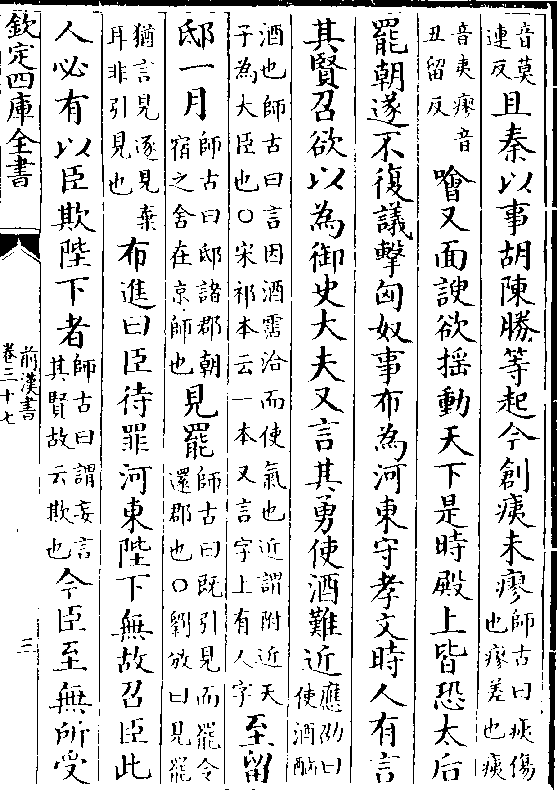 音莫連反且秦以事胡陳勝等起今創痍未瘳師古曰痍傷也瘳差也痍
音夷瘳音丑留反噲又面諛欲揺動天下是時殿上皆恐太后
罷朝遂不復議擊匈奴事布為河東守孝文時人有言
其賢召欲以為御史大夫又言其勇使酒難近應劭曰使酒酗
酒也師古曰言因酒霑洽而使氣也近謂附近天子為大臣也○宋祁本云一本又言字上有人字至留
邸一月師古曰邸諸郡朝宿之舍在京師也見罷師古曰既引見而罷令還郡也○劉攽曰見罷
猶言見逐見棄耳非引見也布進曰臣待罪河東陛下無故召臣此
人必有以臣欺陛下者師古曰謂妄言其賢故云欺也今臣至無所受
欽定四庫全書
前漢書
卷三十七
三